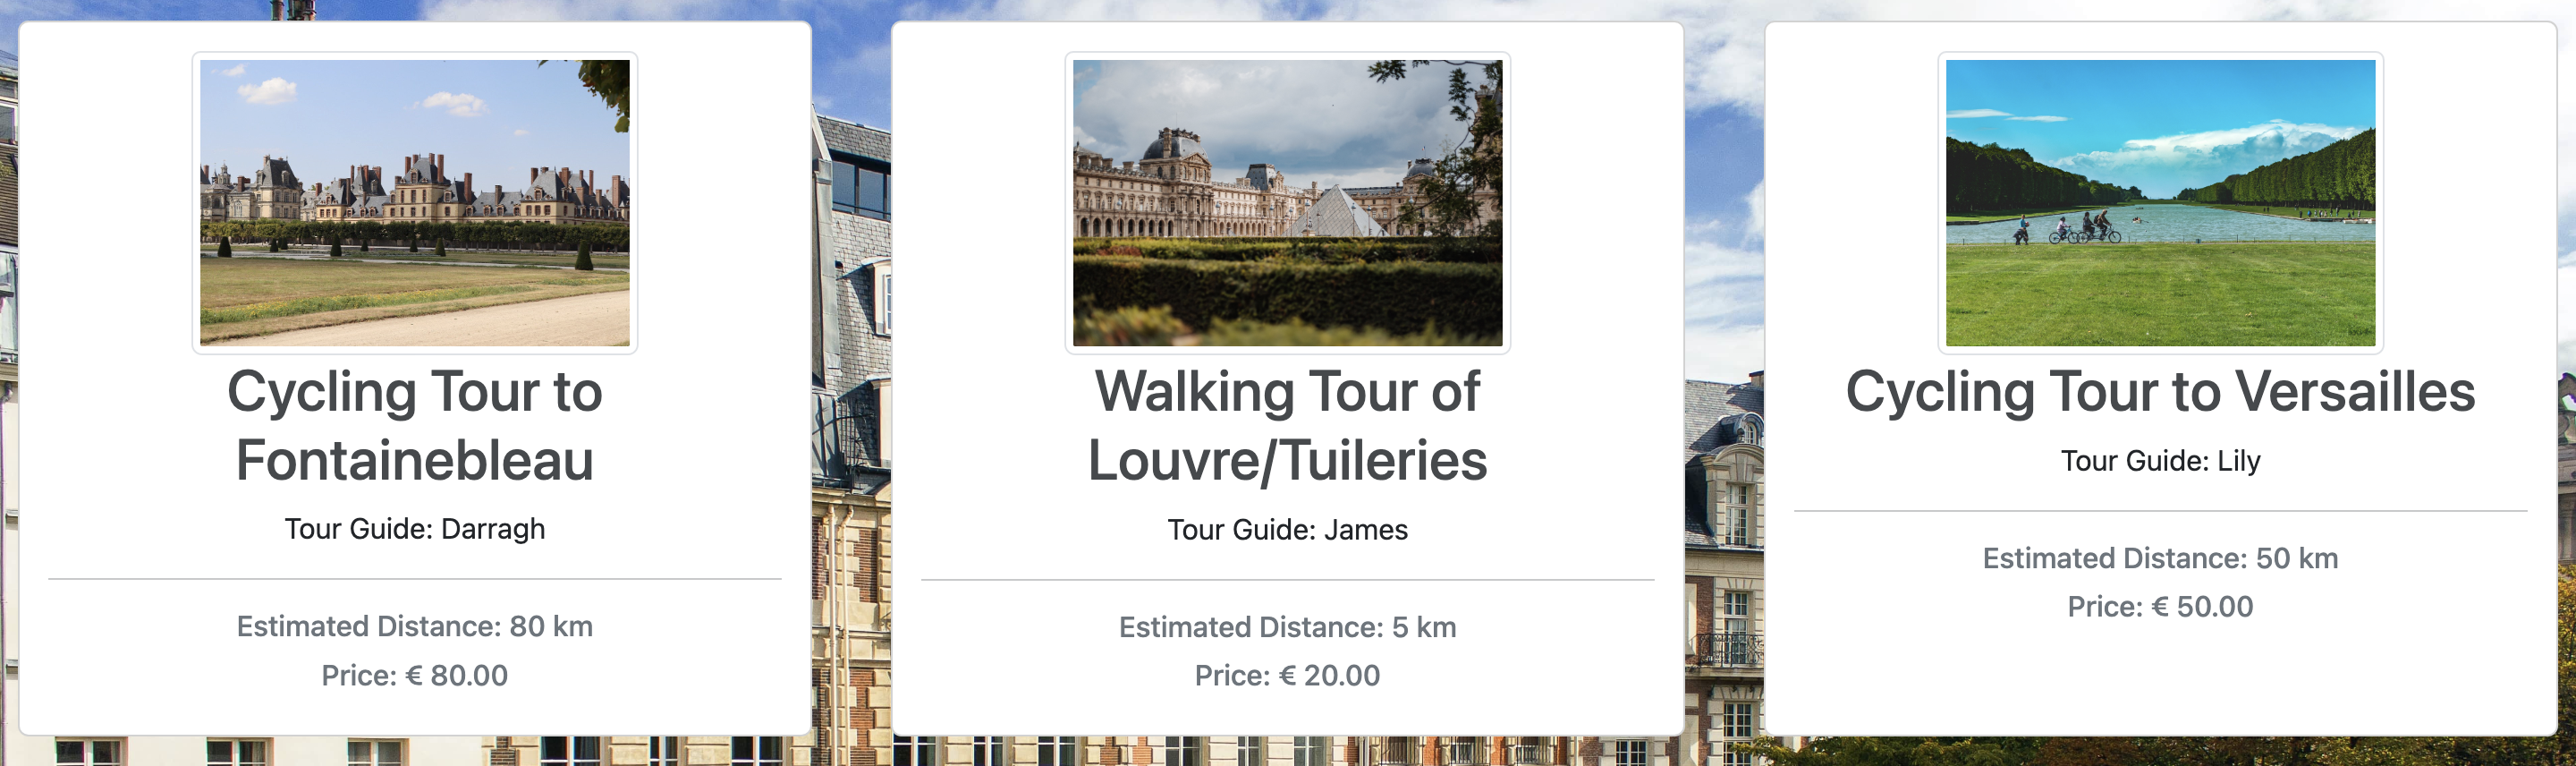 Cycling Tour to
Fontainebleau
Tour Guide: Darragh
Estimated Distance: 80 km
Price: € 80.00
Walking Tour of
Louvre/Tuileries
Tour Guide: James
Estimated Distance: 5 km
Price: € 20.00
Cycling Tour to Versailles
Tour Guide: Lily
Estimated Distance: 50 km
Price: € 50.00